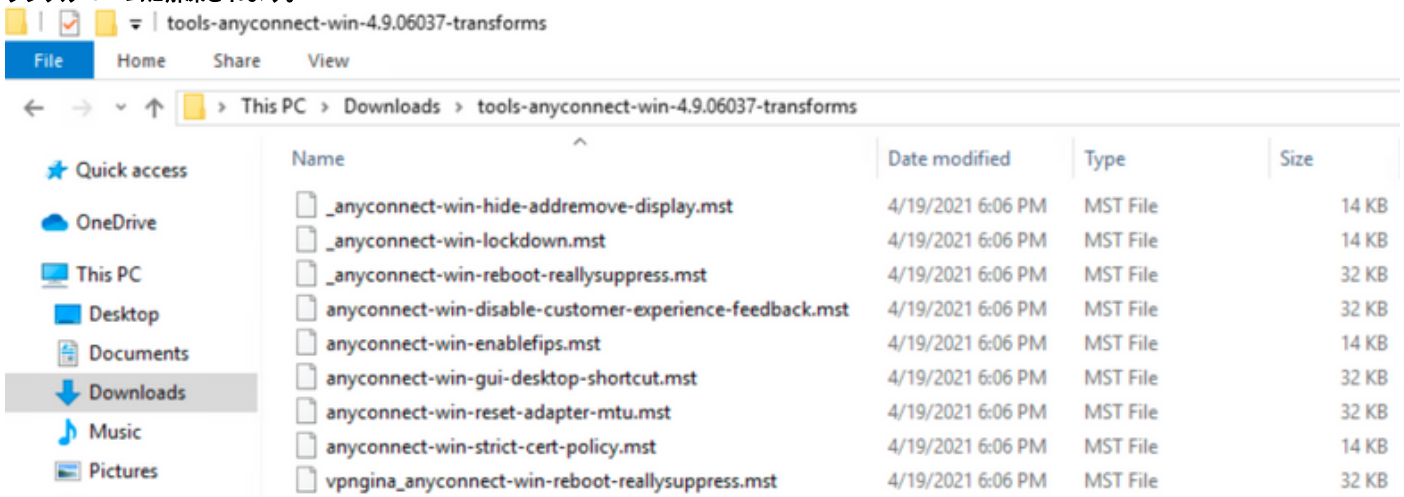 tools-anyconnect-win-4.9.06037-transforms
File Home Share View
This PC > Downloads > tools-anyconnect-win-4.9.06037-transforms
Name Date modified Type Size
Quick access
OneDrive
This PC
Desktop
Documents
Downloads
Music
Pictures
_anyconnect-win-hide-addremove-display.mst 4/19/2021 6:06 PM MST File 14 KB
_anyconnect-win-lockdown.mst 4/19/2021 6:06 PM MST File 14 KB
_anyconnect-win-reboot-reallysuppress.mst 4/19/2021 6:06 PM MST File 32 KB
anyconnect-win-disable-customer-experience-feedback.mst 4/19/2021 6:06 PM MST File 32 KB
anyconnect-win-enablefips.mst 4/19/2021 6:06 PM MST File 14 KB
anyconnect-win-gui-desktop-shortcut.mst 4/19/2021 6:06 PM MST File 32 KB
anyconnect-win-reset-adapter-mtu.mst 4/19/2021 6:06 PM MST File 32 KB
anyconnect-win-strict-cert-policy.mst 4/19/2021 6:06 PM MST File 14 KB
vpngina_anyconnect-win-reboot-reallysuppress.mst 4/19/2021 6:06 PM MST File 32 KB